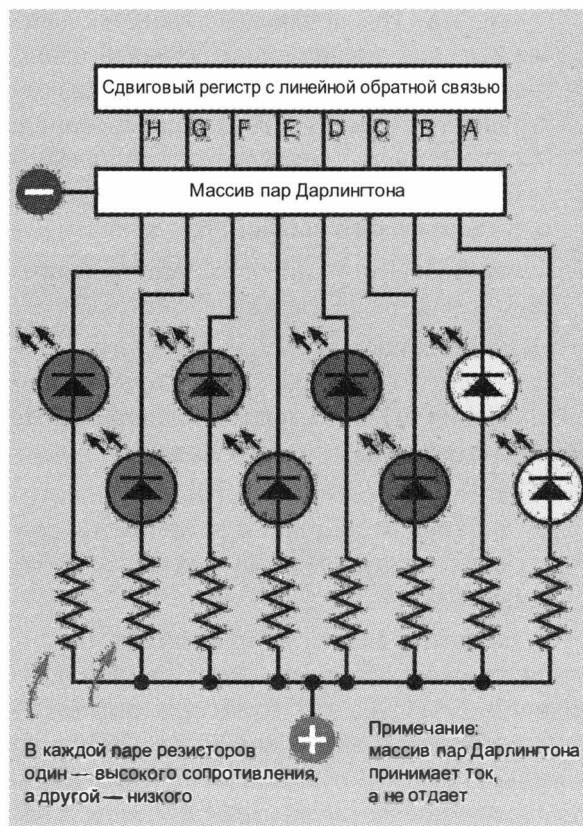 Сдвиговый регистр с линейной обратной связью
H G F E D C B A
Массив пар Дарлингтона
−
+
В каждой паре резисторов
один — высокого сопротивления,
а другой — низкого
Примечание:
массив пар Дарлингтона
принимает ток,
а не отдает